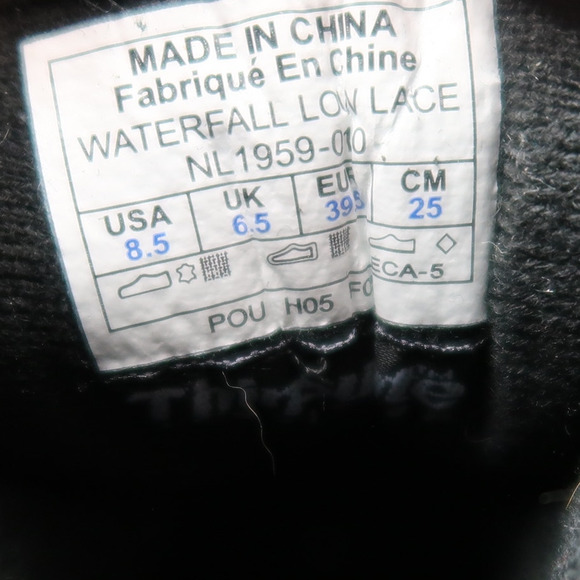 MADE IN CHINA
Fabriqué En Chine
WATERFALL LOW LACE
NL1959-010
USA UK EUR CM
8.5 6.5 39.5 25
ECA-5
POU H05